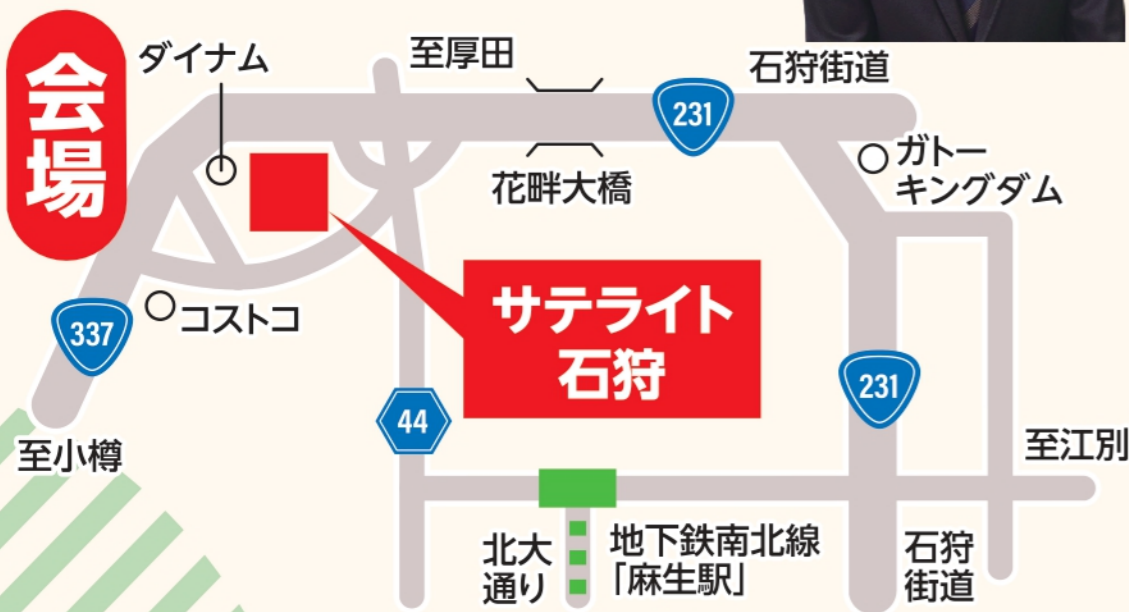 会場
ダイナム
至厚田
石狩街道
231
花畔大橋
ガトー
キングダム
コストコ
337
サテライト
石狩
44
231
至小樽
至江別
北大
通り
地下鉄南北線
「麻生駅」
石狩
街道